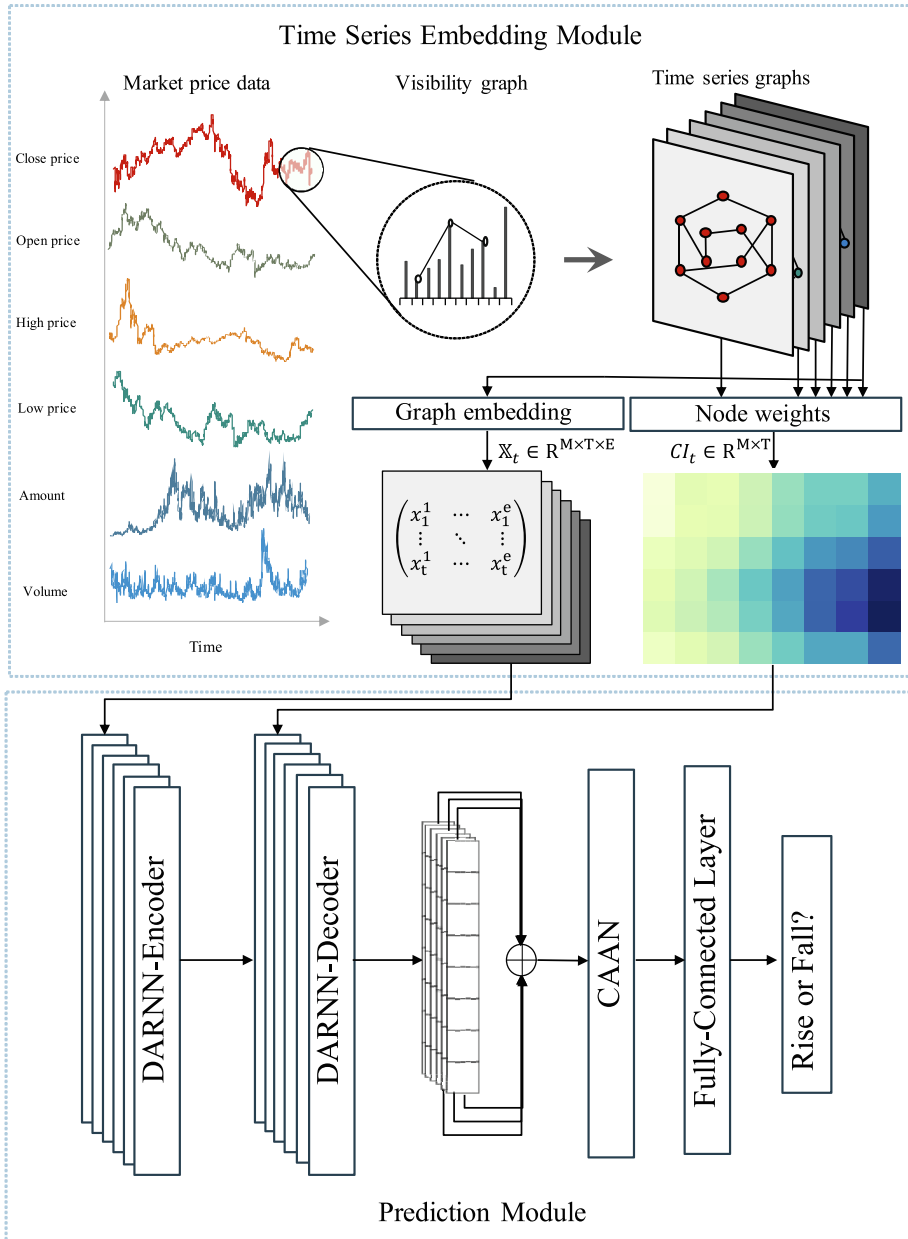 Time Series Embedding Module
Market price data
Visibility graph
Time series graphs
Close price
Open price
High price
Low price
Amount
Volume
Time
Graph embedding
Node weights
𝕏_t ∈ R^{M×T×E}
CI_t ∈ R^{M×T}
x_1^1 ⋯ x_1^e
⋮ ⋱ ⋮
x_t^1 ⋯ x_t^e
DARNN-Encoder
DARNN-Decoder
CAAN
Fully-Connected Layer
Rise or Fall?
Prediction Module